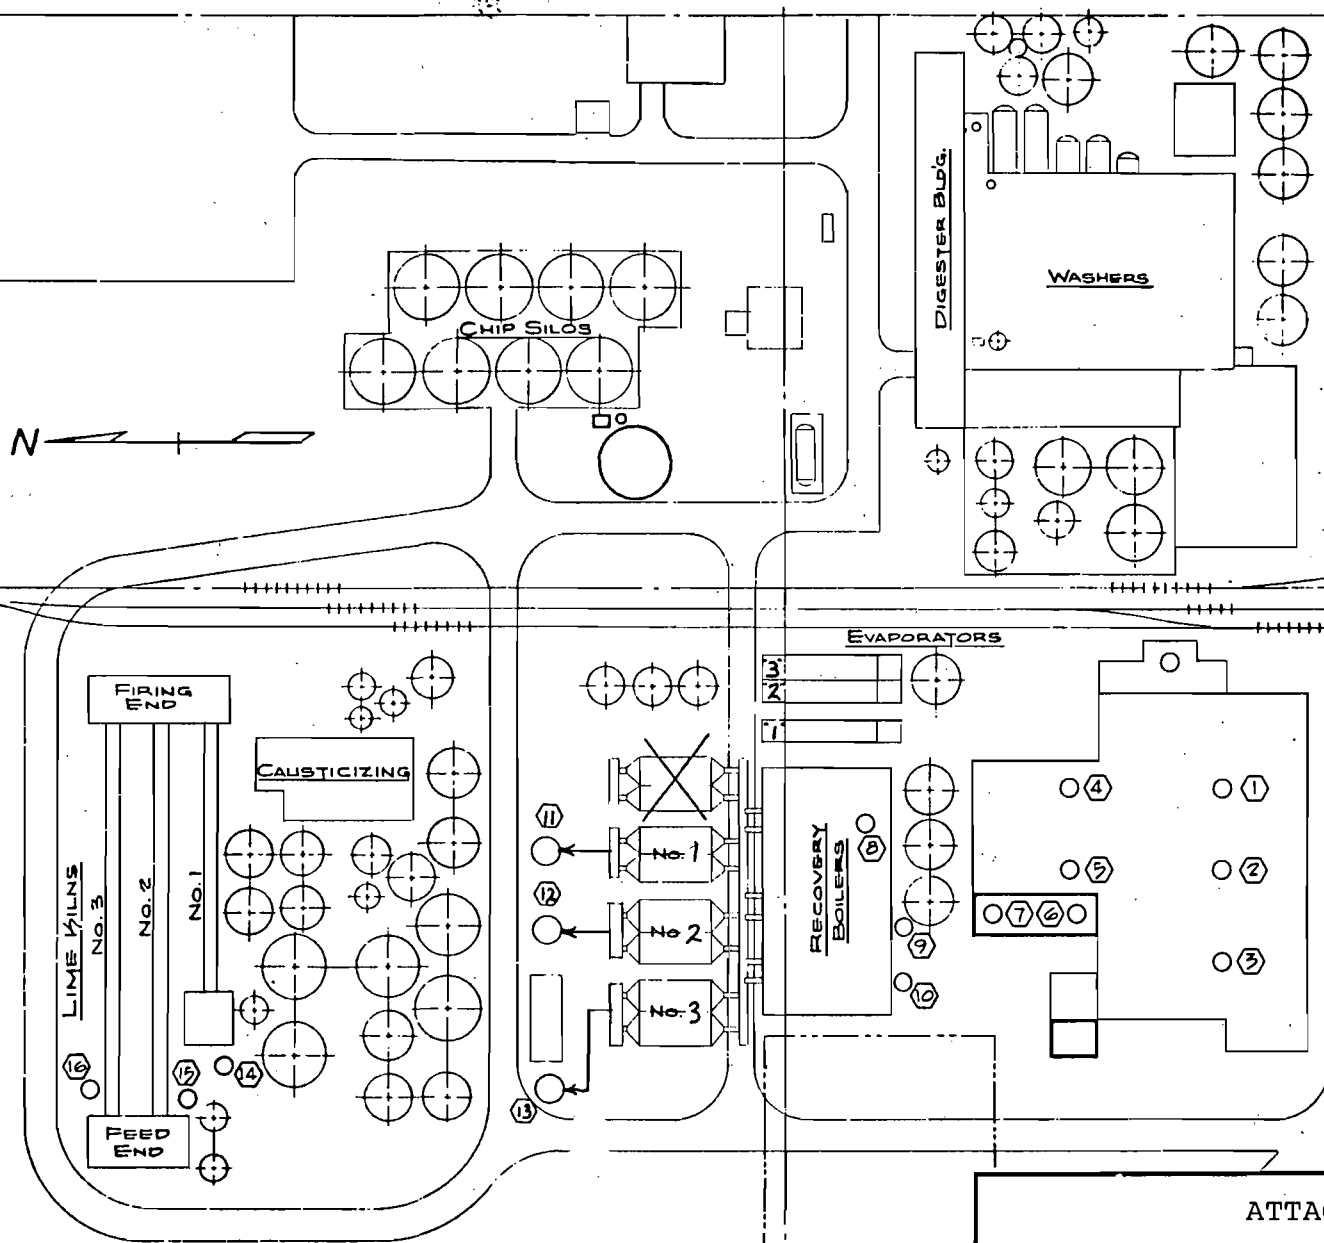 DIGESTER BLD'G.
WASHERS
CHIP SILOS
N
EVAPORATORS
3
2
1
FIRING
END
CAUSTICIZING
LIME KILNS
No. 3
No. 2
No. 1
11
No. 1
12
No. 2
No. 3
13
RECOVERY
BOILERS
8
9
10
4
1
5
2
7
6
3
16
15
14
FEED
END
ATTA